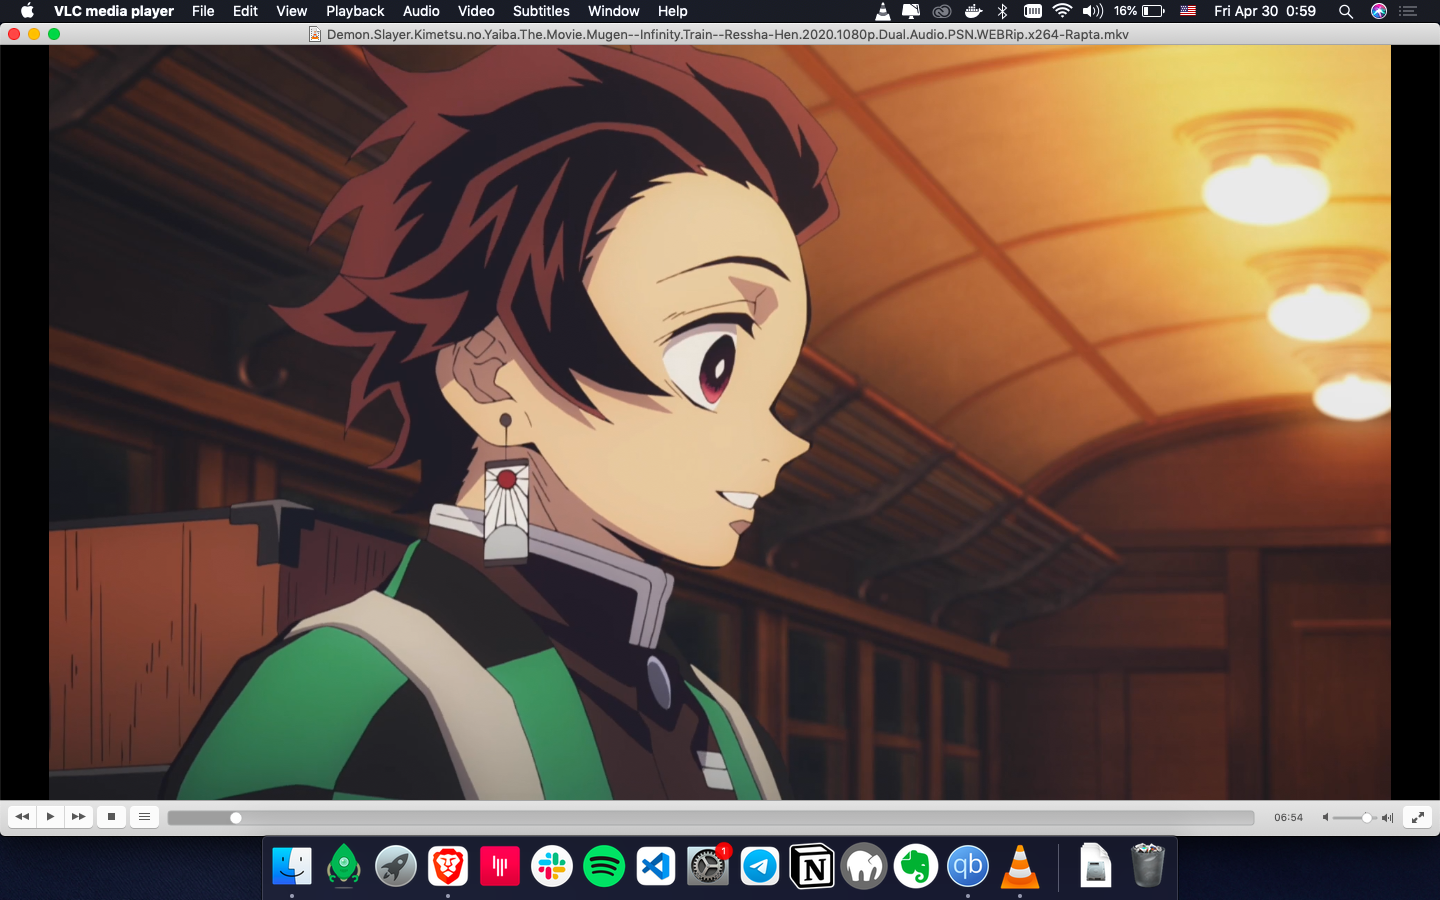 VLC media player File Edit View Playback Audio Video Subtitles Window Help 16% Fri Apr 30 0:59
Demon.Slayer.Kimetsu.no.Yaiba.The.Movie.Mugen--Infinity.Train--Ressha-Hen.2020.1080p.Dual.Audio.PSN.WEBRip.x264-Rapta.mkv
06:54
1
N
qb